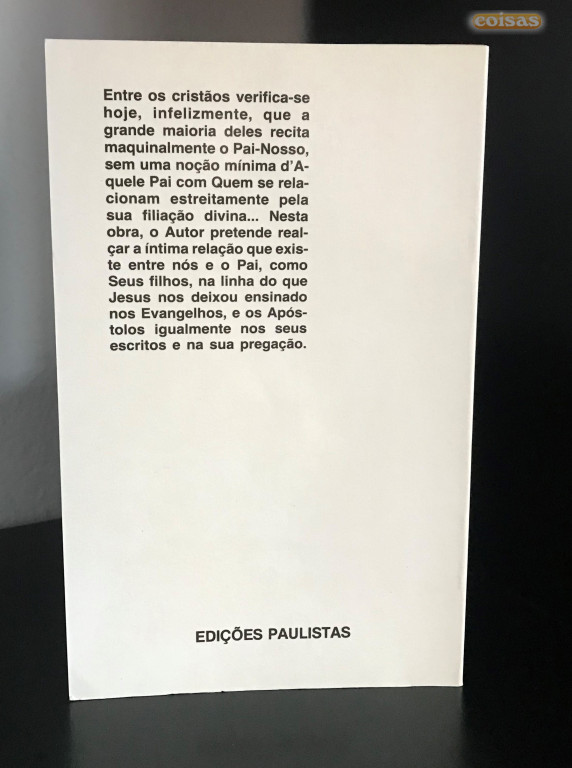 coisas
Entre os cristãos verifica-se
hoje, infelizmente, que a
grande maioria deles recita
maquinalmente o Pai-Nosso,
sem uma noção mínima d'A-
quele Pai com Quem se rela-
cionam estreitamente pela
sua filiação divina... Nesta
obra, o Autor pretende real-
çar a íntima relação que exis-
te entre nós e o Pai, como
Seus filhos, na linha do que
Jesus nos deixou ensinado
nos Evangelhos, e os Após-
tolos igualmente nos seus
escritos e na sua pregação.
EDIÇÕES PAULISTAS